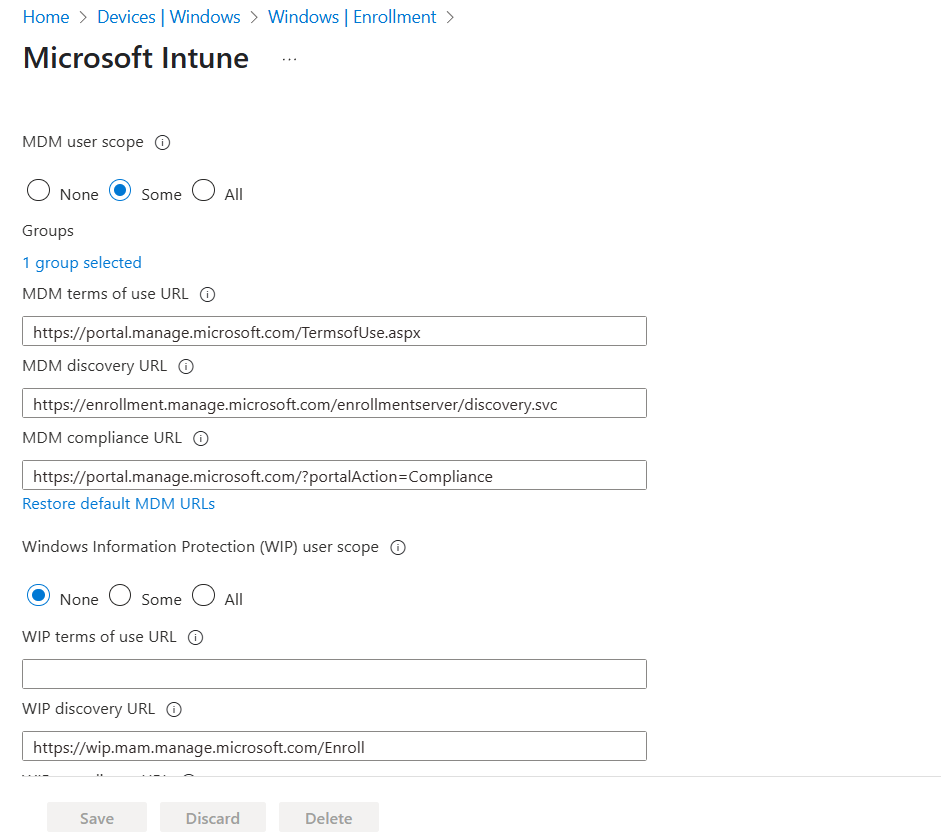 Home > Devices | Windows > Windows | Enrollment >
Microsoft Intune ...
MDM user scope
None Some All
Groups
1 group selected
MDM terms of use URL
https://portal.manage.microsoft.com/TermsofUse.aspx
MDM discovery URL
https://enrollment.manage.microsoft.com/enrollmentserver/discovery.svc
MDM compliance URL
https://portal.manage.microsoft.com/?portalAction=Compliance
Restore default MDM URLs
Windows Information Protection (WIP) user scope
None Some All
WIP terms of use URL
WIP discovery URL
https://wip.mam.manage.microsoft.com/Enroll
Save Discard Delete